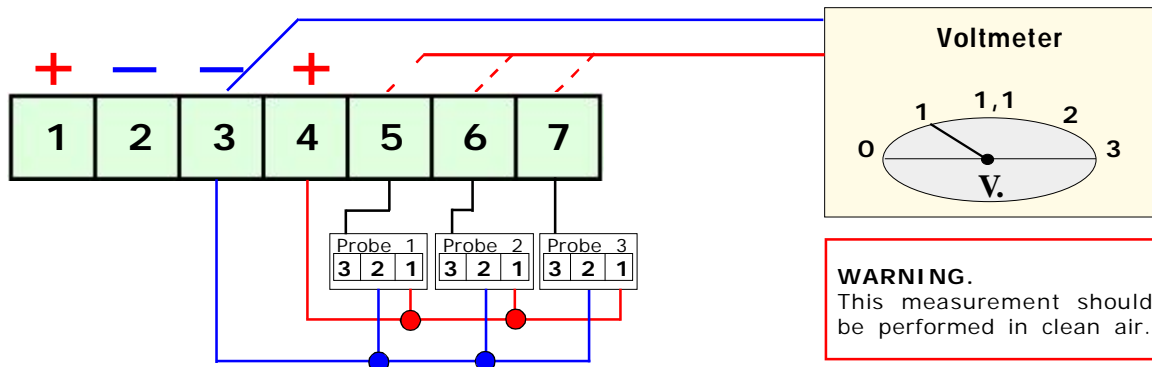 Voltmeter
+ — — +
1 2 3 4 5 6 7
0 1 1,1 2 3
V.
Probe 1 Probe 2 Probe 3
3 2 1 3 2 1 3 2 1
WARNING.
This measurement should
be performed in clean air.